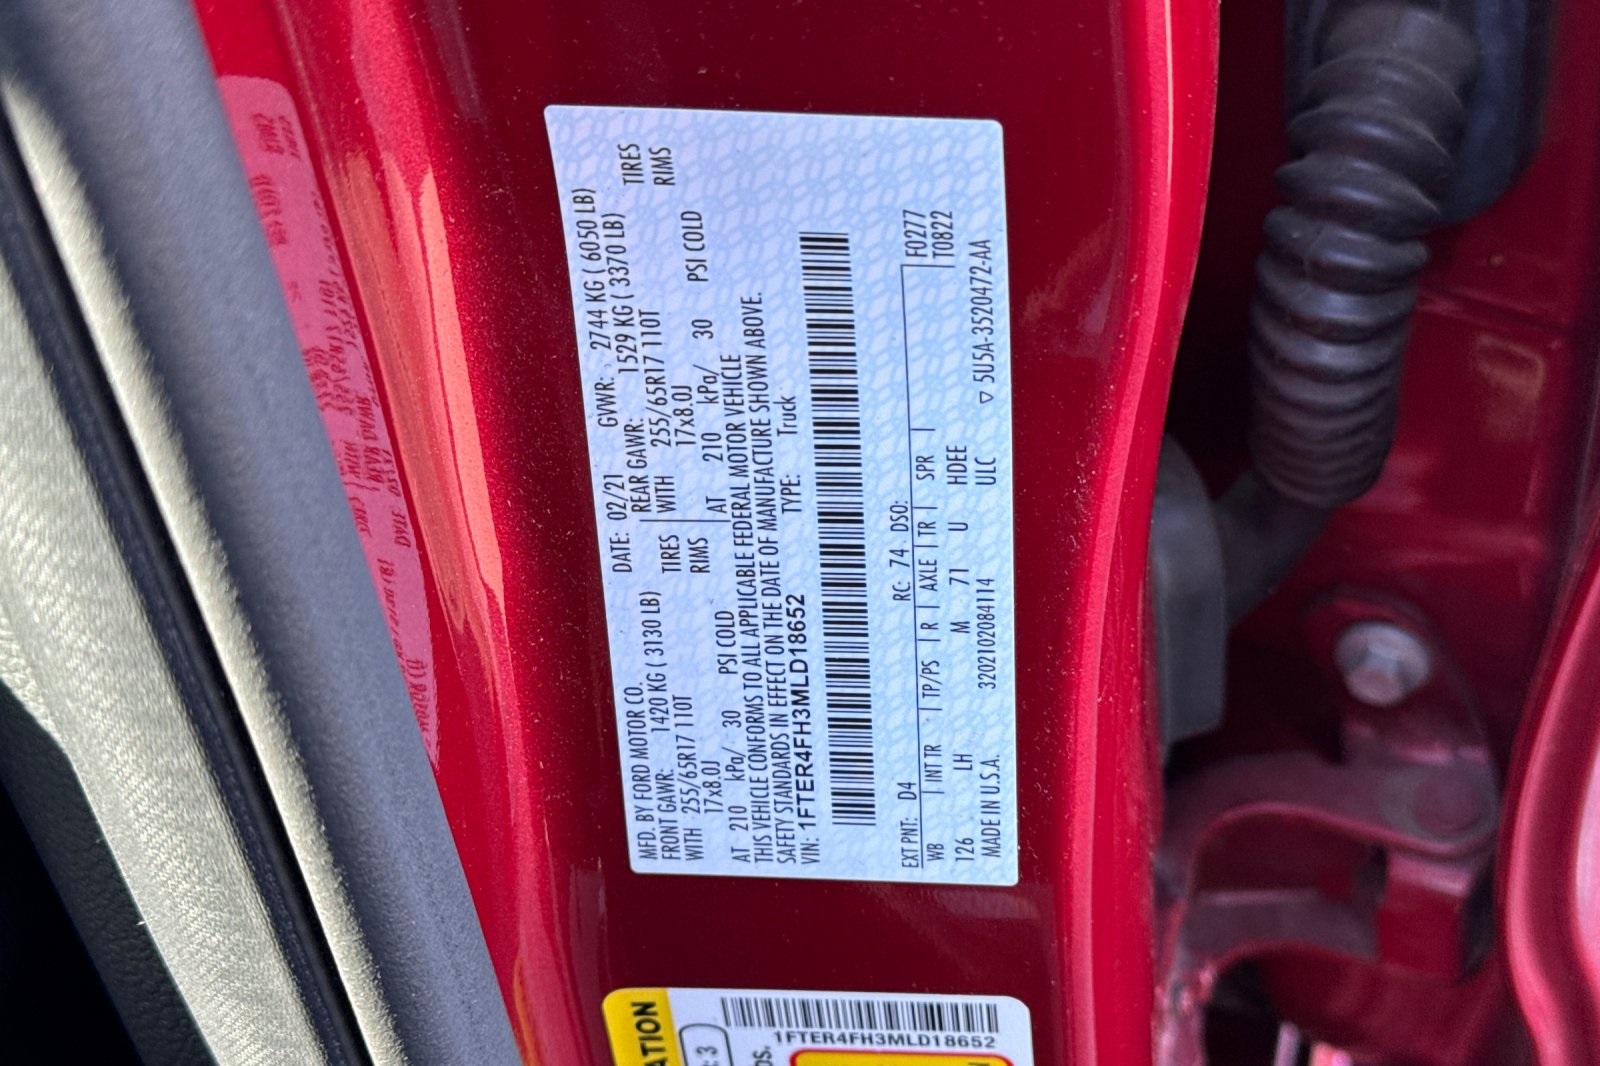 MFD. BY FORD MOTOR CO.
DATE: 02/21 GVWR: 2744 KG ( 6050 LB)
FRONT GAWR: 1420 KG ( 3130 LB)
REAR GAWR: 1529 KG ( 3370 LB)
WITH 255/65R17 110T TIRES
WITH 255/65R17 110T TIRES
17x8.0J RIMS
17x8.0J RIMS
AT 210 kPa/ 30 PSI COLD
AT 210 kPa/ 30 PSI COLD
THIS VEHICLE CONFORMS TO ALL APPLICABLE FEDERAL MOTOR VEHICLE
SAFETY STANDARDS IN EFFECT ON THE DATE OF MANUFACTURE SHOWN ABOVE.
VIN: 1FTER4FH3MLD18652 TYPE: Truck
EXT PNT: D4 RC: 74 DSO: F0277
WB INT TR TP/PS R AXLE TR SPR T0822
126 LH M 71 U HDEE
MADE IN U.S.A. 3202102084114 ULC ▽ 5U5A-3520472-AA
1FTER4FH3MLD18652